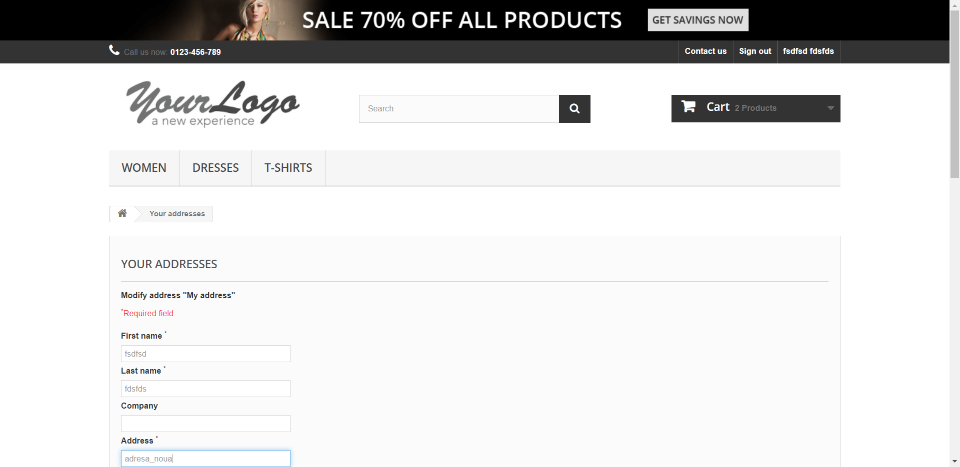 SALE 70% OFF ALL PRODUCTS GET SAVINGS NOW
Call us now: 0123-456-789 Contact us Sign out fsdfsd fdsfds
YourLogo
a new experience
Search
Cart 2 Products
WOMEN DRESSES T-SHIRTS
Your addresses
YOUR ADDRESSES
Modify address "My address"
*Required field
First name *
fsdfsd
Last name *
fdsfds
Company
Address *
adresa_noua